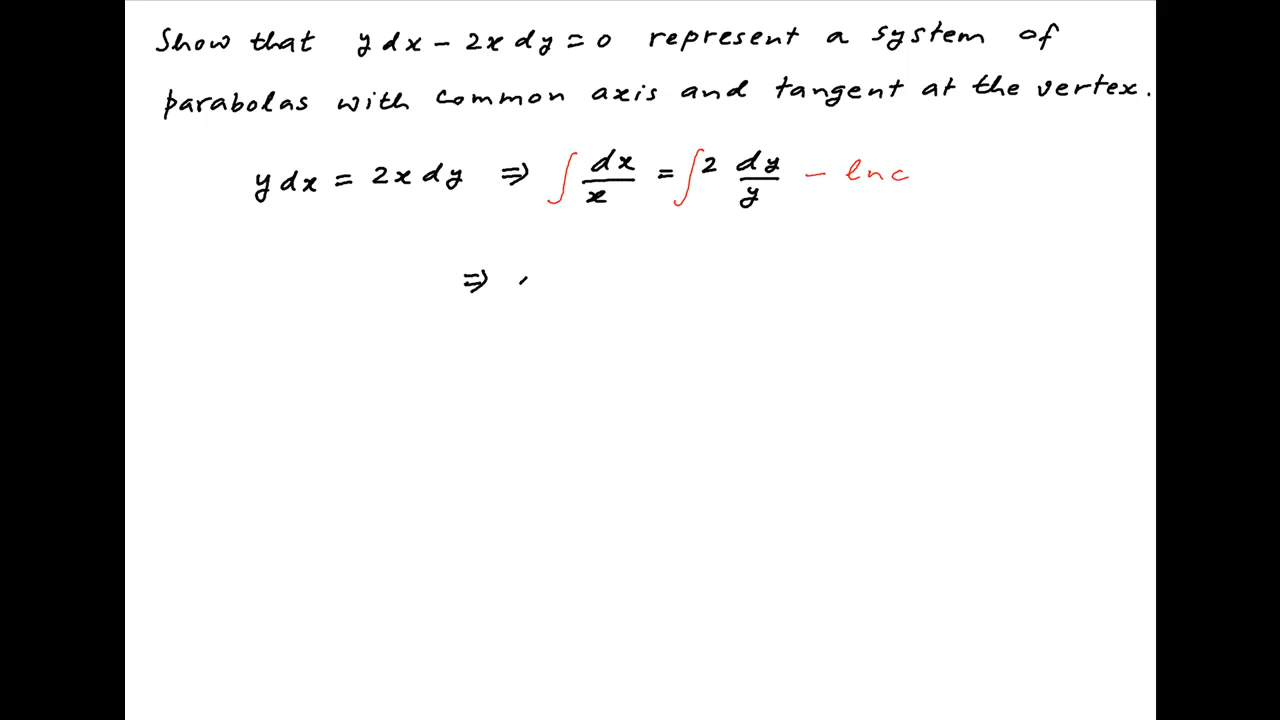 Show that y dx - 2x dy = 0 represent a system of
parabolas with common axis and tangent at the vertex.
y dx = 2x dy ⇒ ∫ dx/x = ∫ 2 dy/y - ln c
⇒